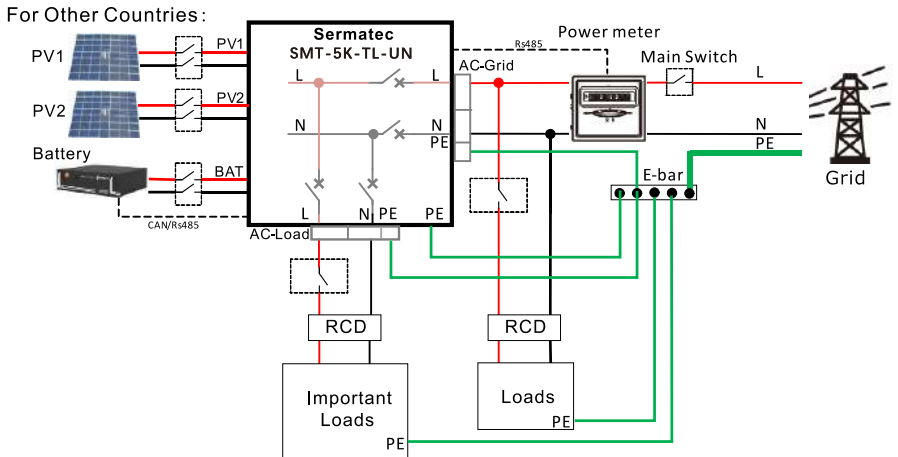 For Other Countries:
PV1
PV1
PV2
PV2
Battery
BAT
CAN/Rs485
Sermatec
SMT-5K-TL-UN
L
L
N
N
PE
L
N
PE
PE
AC-Load
AC-Grid
Rs485
Power meter
Main Switch
L
N
PE
Grid
E-bar
RCD
RCD
Important
Loads
PE
Loads
PE